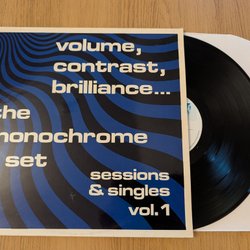 volume,
contrast,
brilliance...
the
monochrome
set
sessions
& singles
vol.1